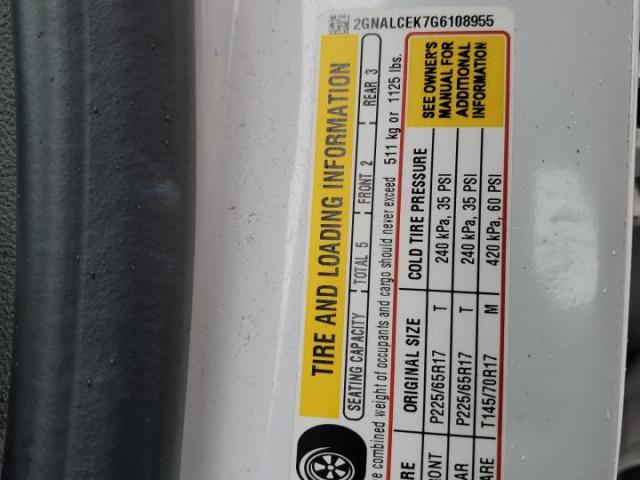 2GNALCEK7G6108955
TIRE AND LOADING INFORMATION
SEATING CAPACITY TOTAL 5 FRONT 2 REAR 3
combined weight of occupants and cargo should never exceed 511 kg or 1125 lbs.
ORIGINAL SIZE COLD TIRE PRESSURE
P225/65R17 T 240 kPa, 35 PSI
P225/65R17 T 240 kPa, 35 PSI
T145/70R17 M 420 kPa, 60 PSI
SEE OWNER'S
MANUAL FOR
ADDITIONAL
INFORMATION